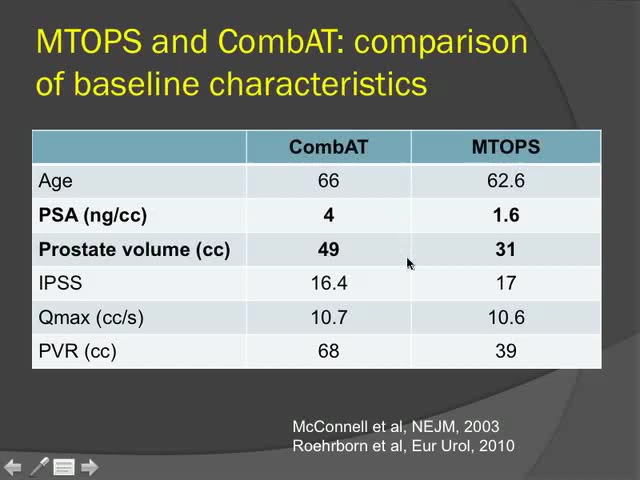 MTOPS and CombAT: comparison
of baseline characteristics
CombAT MTOPS
Age 66 62.6
PSA (ng/cc) 4 1.6
Prostate volume (cc) 49 31
IPSS 16.4 17
Qmax (cc/s) 10.7 10.6
PVR (cc) 68 39
McConnell et al, NEJM, 2003
Roehrborn et al, Eur Urol, 2010